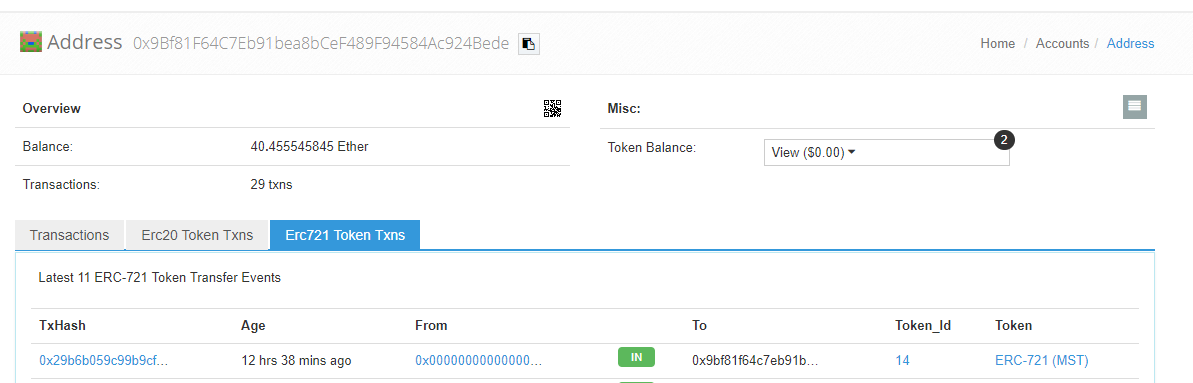 Address 0x9Bf81F64C7Eb91bea8bCeF489F94584Ac924Bede
Home / Accounts / Address
Overview
Misc:
Balance: 40.455545845 Ether
Token Balance: View ($0.00) 2
Transactions: 29 txns
Transactions Erc20 Token Txns Erc721 Token Txns
Latest 11 ERC-721 Token Transfer Events
TxHash Age From To Token_Id Token
0x29b6b059c99b9cf... 12 hrs 38 mins ago 0x00000000000000... IN 0x9bf81f64c7eb91b... 14 ERC-721 (MST)